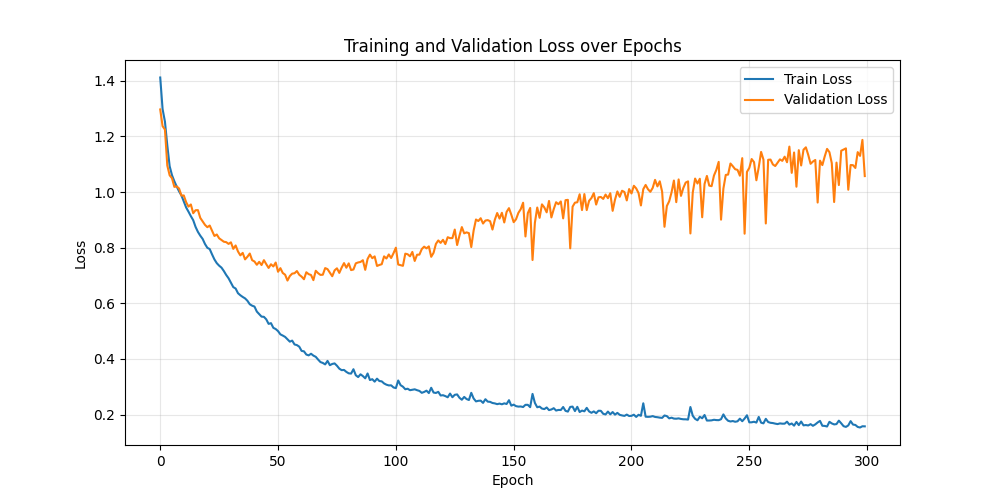 Training and Validation Loss over Epochs
Train Loss
Validation Loss
1.4
1.2
1.0
0.8
0.6
0.4
0.2
Loss
0 50 100 150 200 250 300
Epoch